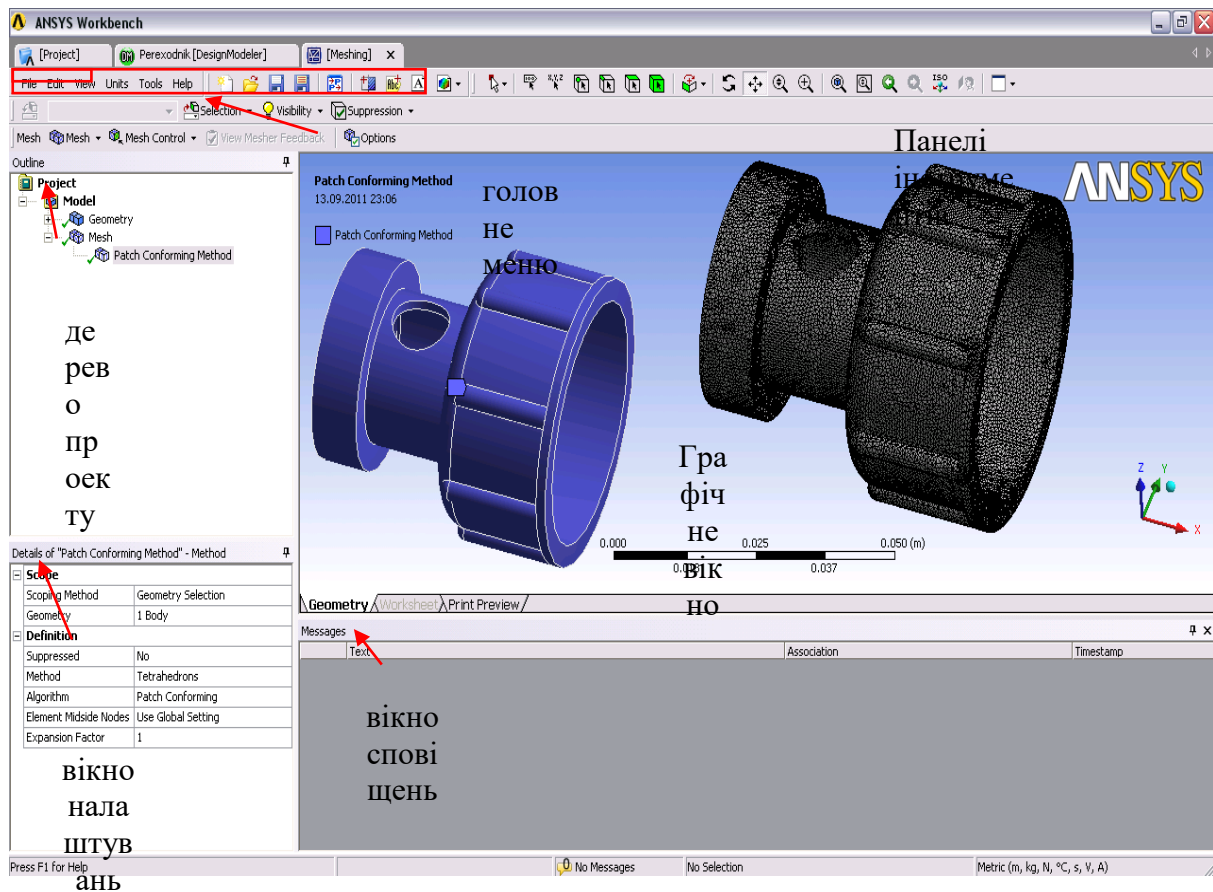 ANSYS Workbench
[Project] Perexodnik [DesignModeler] [Meshing] X
File Edit View Units Tools Help
Selection Visibility Suppression
Mesh Mesh Mesh Control View Mesher Feedback Options
Outline
Project
Model
Geometry
Mesh
Patch Conforming Method
де
рев
о
пр
оек
ту
Patch Conforming Method
13.09.2011 23:06
Patch Conforming Method
голов
не
меню
Панелі
ANSYS
Гра
фіч
не
вік
но
0.000 0.025 0.050 (m)
0.037
Z Y
X
Geometry Worksheet Print Preview
Details of "Patch Conforming Method" - Method
Scope
Scoping Method Geometry Selection
Geometry 1 Body
Definition
Suppressed No
Method Tetrahedrons
Algorithm Patch Conforming
Element Midside Nodes Use Global Setting
Expansion Factor 1
вікно
нала
штув
ань
Messages
Text Association Timestamp
вікно
спові
щень
Press F1 for Help No Messages No Selection Metric (m, kg, N, °C, s, V, A)